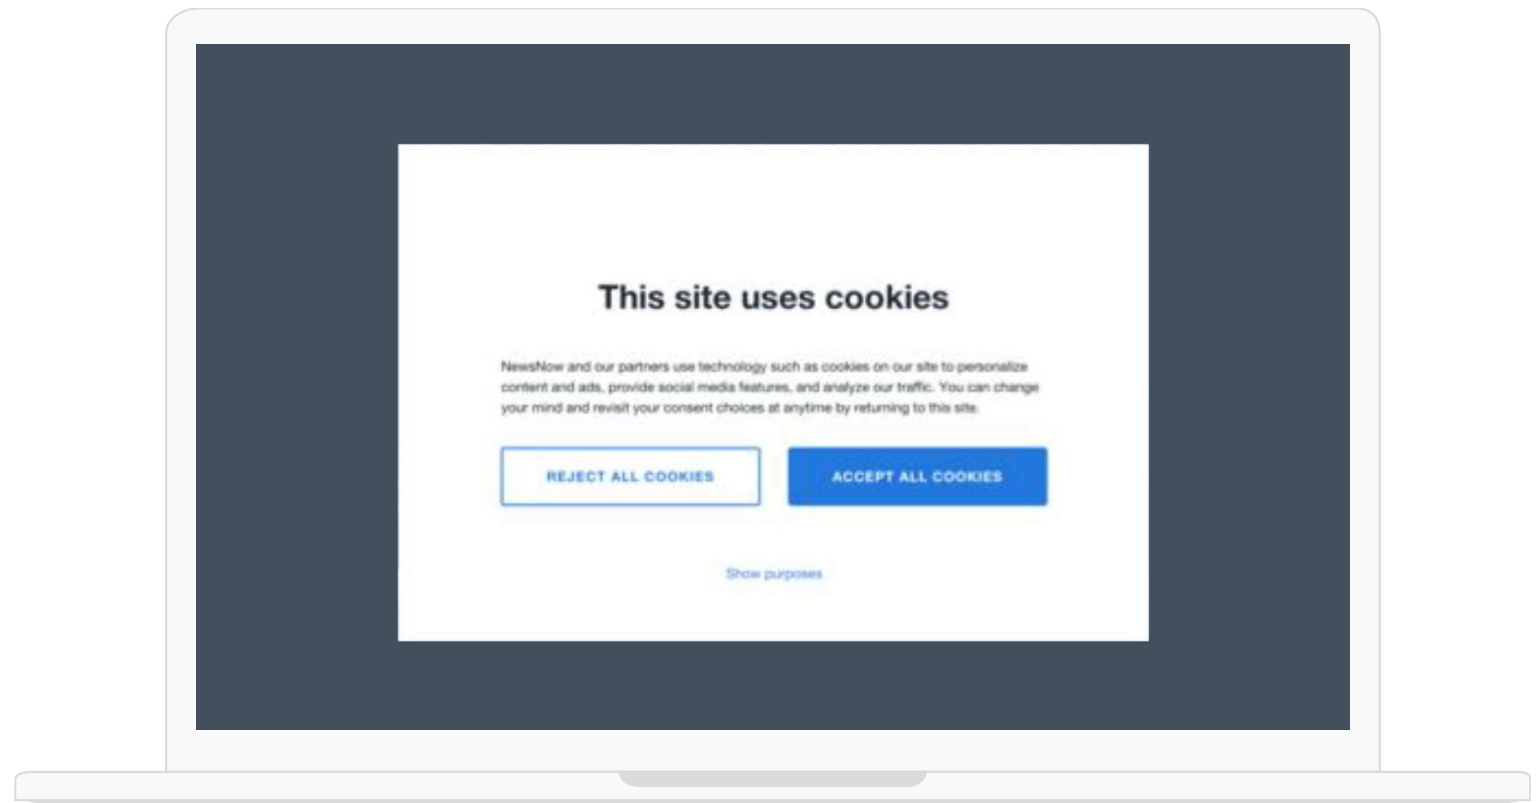 This site uses cookies
NewsNow and our partners use technology such as cookies on our site to personalize
content and ads, provide social media features, and analyze our traffic. You can change
your mind and revisit your consent choices at anytime by returning to this site.
REJECT ALL COOKIES
ACCEPT ALL COOKIES
Show purposes